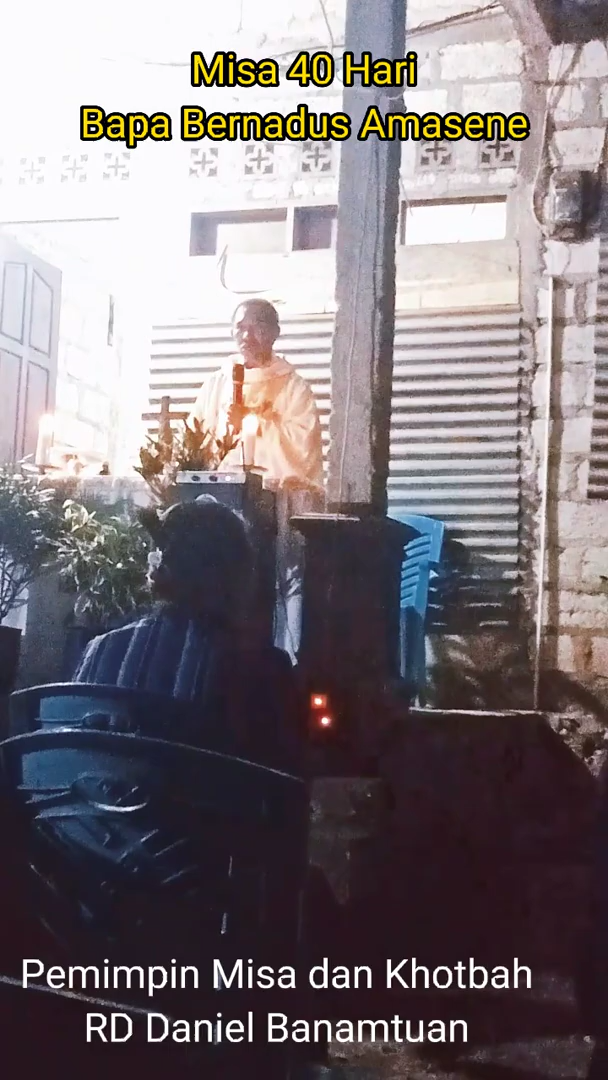 Misa 40 Hari
Bapa Bernadus Amasene
Pemimpin Misa dan Khotbah
RD Daniel Banamtuan